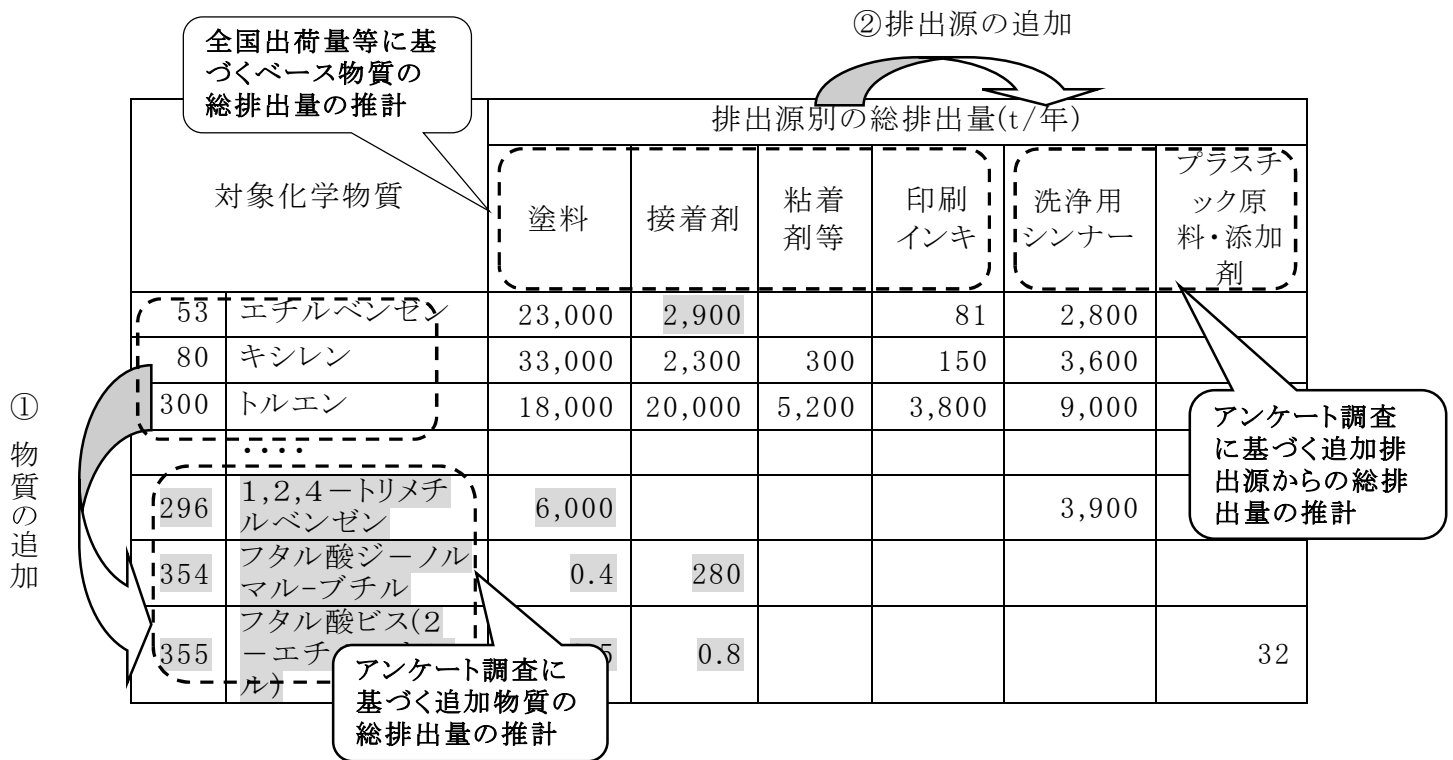 ②排出源の追加
全国出荷量等に基
づくベース物質の
総排出量の推計
排出源別の総排出量(t/年)
対象化学物質
塗料
接着剤
粘着
剤等
印刷
インキ
洗浄用
シンナー
プラスチ
ック原
料・添加
剤
53 エチルベンゼン 23,000 2,900 81 2,800
80 キシレン 33,000 2,300 300 150 3,600
300 トルエン 18,000 20,000 5,200 3,800 9,000
・・・・
アンケート調査
に基づく追加排
出源からの総排
出量の推計
①
物
質
の
追
加
296 1,2,4－トリメチ
ルベンゼン 6,000 3,900
354 フタル酸ジ－ノル
マル-ブチル 0.4 280
355 フタル酸ビス(2
－エチ 5 0.8 32
ル)
アンケート調査に
基づく追加物質の
総排出量の推計